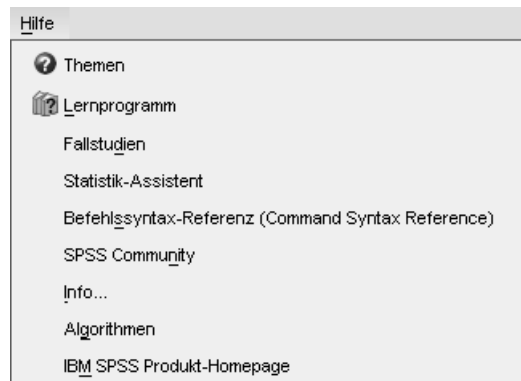 Hilfe
Themen
Lernprogramm
Fallstudien
Statistik-Assistent
Befehlssyntax-Referenz (Command Syntax Reference)
SPSS Community
Info...
Algorithmen
IBM SPSS Produkt-Homepage